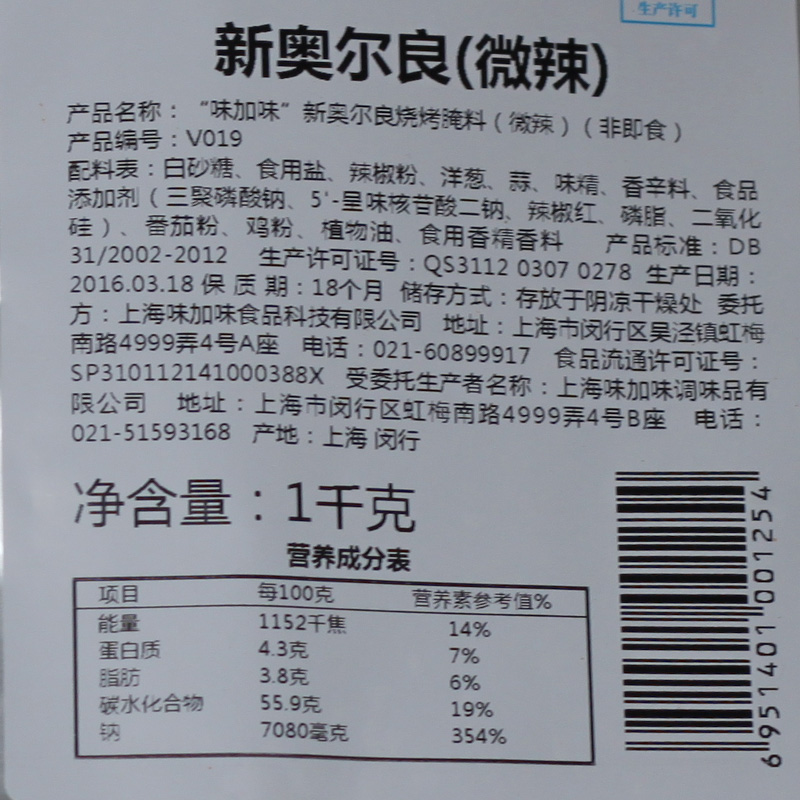 生产许可
新奥尔良(微辣)
产品名称：“味加味”新奥尔良烧烤腌料（微辣）（非即食）
产品编号：V019
配料表：白砂糖、食用盐、辣椒粉、洋葱、蒜、味精、香辛料、食品
添加剂（三聚磷酸钠、5'-呈味核苷酸二钠、辣椒红、磷脂、二氧化
硅）、番茄粉、鸡粉、植物油、食用香精香料 产品标准：DB
31/2002-2012 生产许可证号：QS3112 0307 0278 生产日期：
2016.03.18 保 质 期：18个月 储存方式：存放于阴凉干燥处 委托
方：上海味加味食品科技有限公司 地址：上海市闵行区吴泾镇虹梅
南路4999弄4号A座 电话：021-60899917 食品流通许可证号：
SP310112141000388X 受委托生产者名称：上海味加味调味品有
限公司 地址：上海市闵行区虹梅南路4999弄4号B座 电话：
021-51593168 产地：上海 闵行
净含量：1千克
营养成分表
项目 每100克 营养素参考值%
能量 1152千焦 14%
蛋白质 4.3克 7%
脂肪 3.8克 6%
碳水化合物 55.9克 19%
钠 7080毫克 354%
6 951401 001254